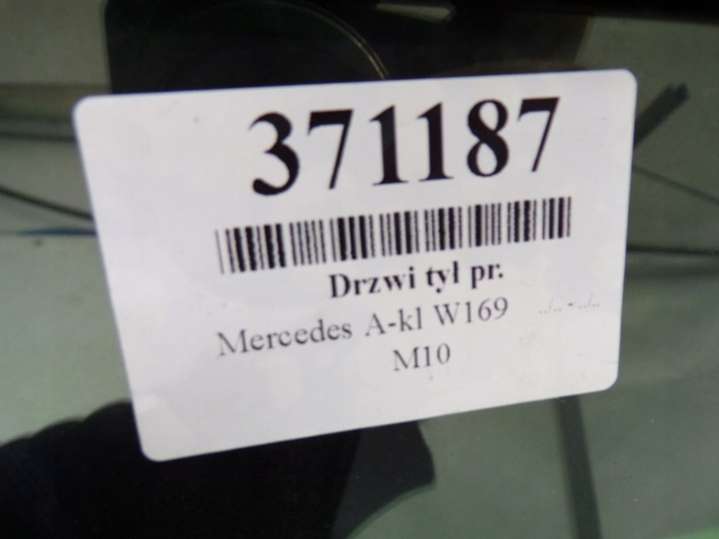 371187
Drzwi tył pr.
Mercedes A-kl W169 ../.. - ../..
M10